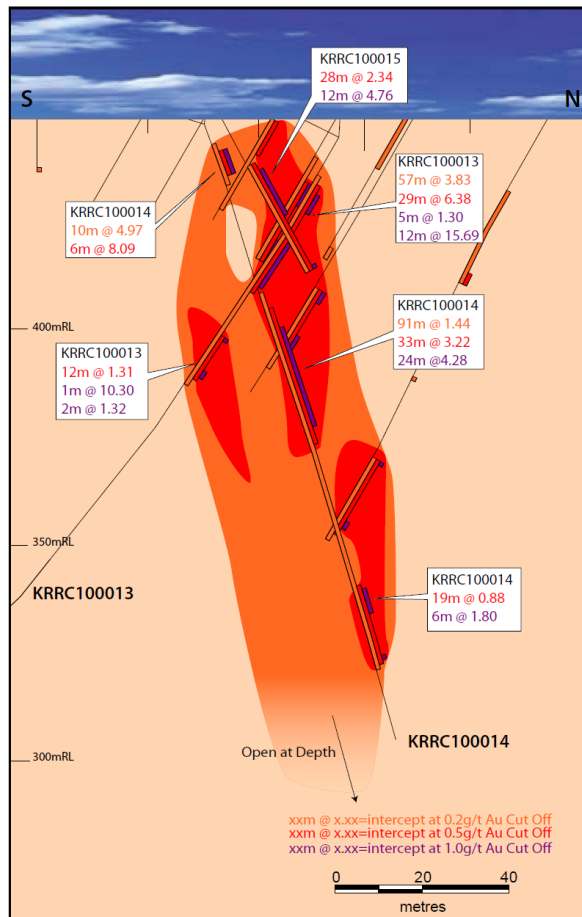 S
N
KRRC100015
28m @ 2.34
12m @ 4.76
KRRC100013
57m @ 3.83
29m @ 6.38
5m @ 1.30
12m @ 15.69
KRRC100014
10m @ 4.97
6m @ 8.09
KRRC100014
91m @ 1.44
33m @ 3.22
24m @4.28
400mRL
KRRC100013
12m @ 1.31
1m @ 10.30
2m @ 1.32
350mRL
KRRC100013
KRRC100014
19m @ 0.88
6m @ 1.80
KRRC100014
Open at Depth
300mRL
xxm @ x.xx=intercept at 0.2g/t Au Cut Off
xxm @ x.xx=intercept at 0.5g/t Au Cut Off
xxm @ x.xx=intercept at 1.0g/t Au Cut Off
0 20 40
metres